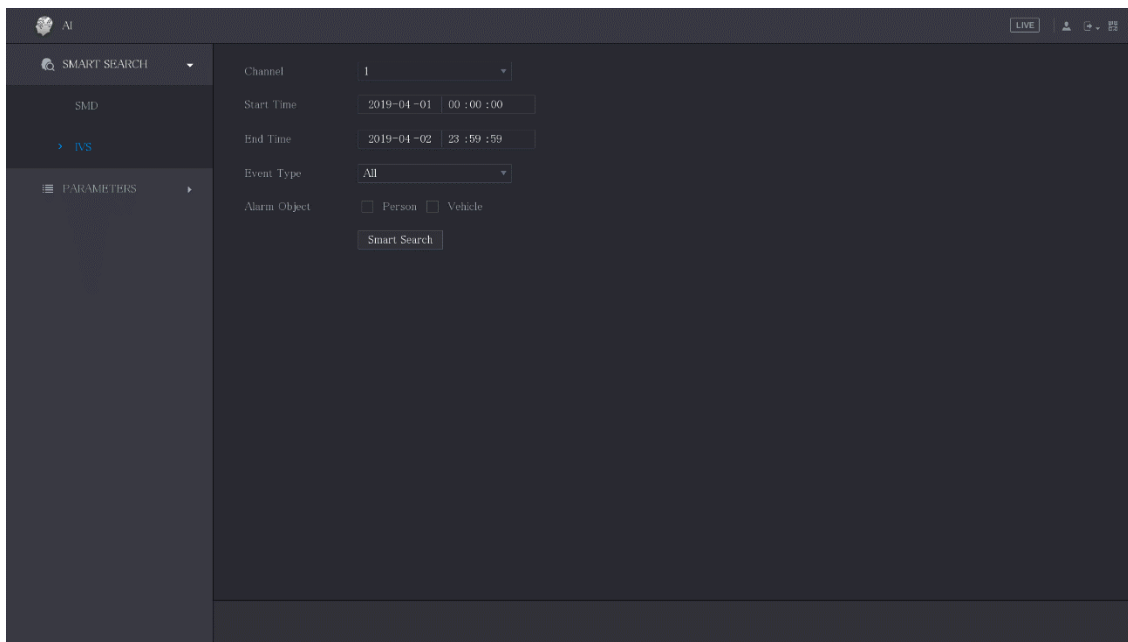 AI LIVE
SMART SEARCH
SMD
IVS
PARAMETERS
Channel 1
Start Time 2019-04-01 00:00:00
End Time 2019-04-02 23:59:59
Event Type All
Alarm Object Person Vehicle
Smart Search